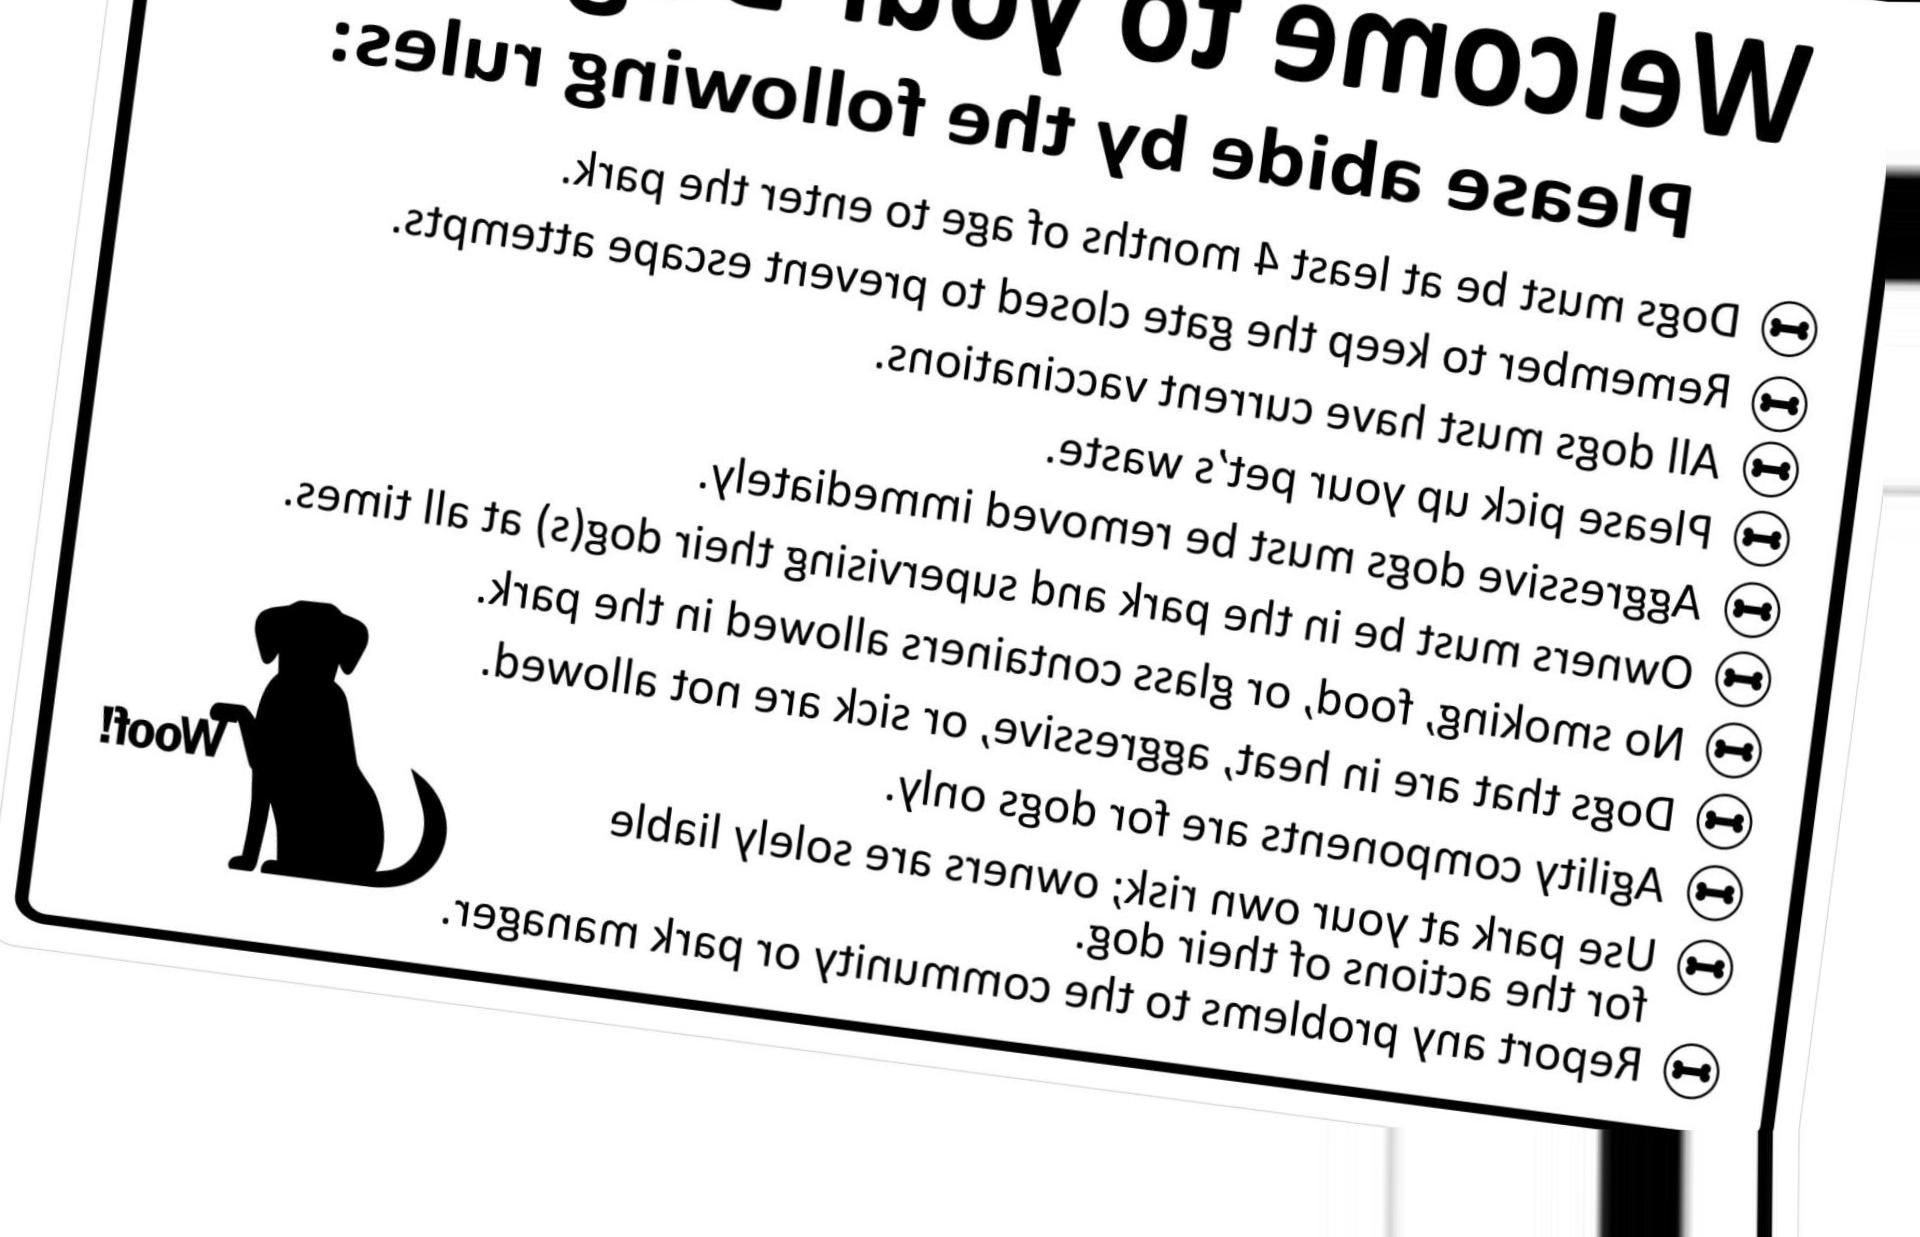 Welcome to your
Please abide by the following rules:
Dogs must be at least 4 months of age to enter the park.
Remember to keep the gate closed to prevent escape attempts.
All dogs must have current vaccinations.
Please pick up your pet's waste.
Aggressive dogs must be removed immediately.
Owners must be in the park and supervising their dog(s) at all times.
No smoking, food, or glass containers allowed in the park.
Dogs that are in heat, aggressive, or sick are not allowed.
Agility components are for dogs only.
Use park at your own risk; owners are solely liable
for the actions of their dog.
Report any problems to the community or park manager.
Woof!